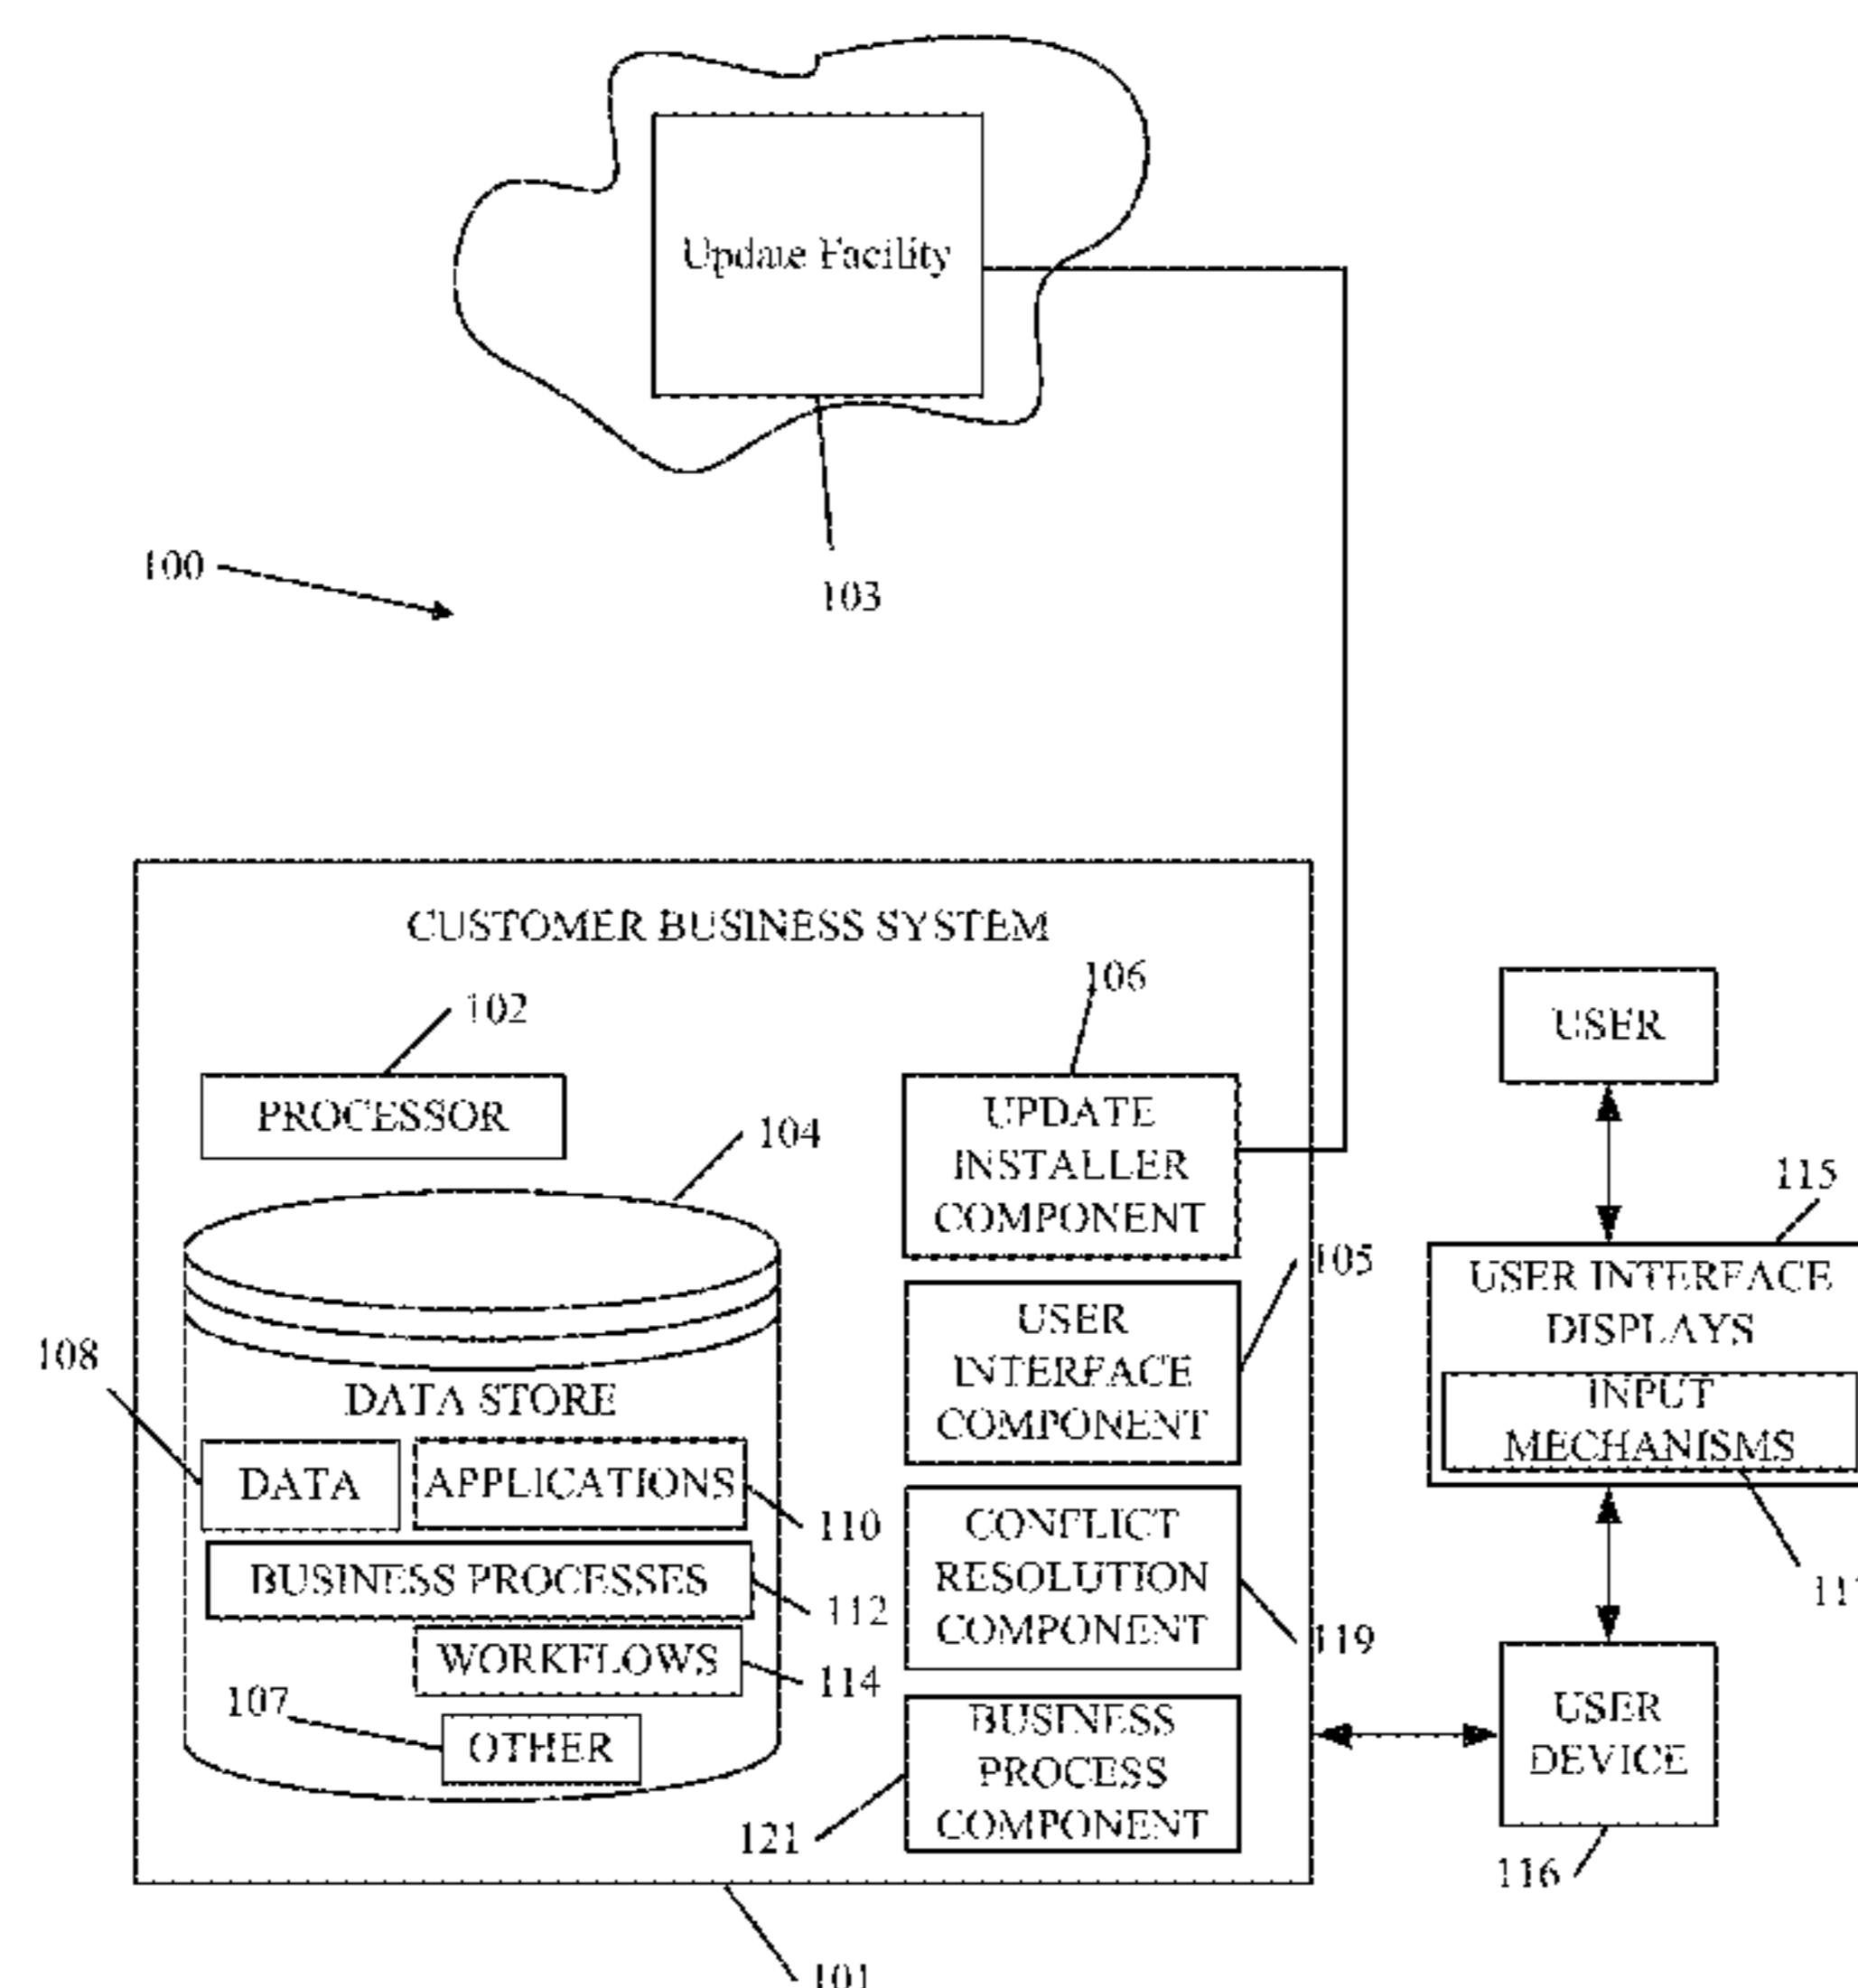 Update Facility
100
103
CUSTOMER BUSINESS SYSTEM
106
102
USER
PROCESSOR
104
UPDATE
INSTALLER
COMPONENT
115
105
USER INTERFACE
DISPLAYS
USER
INTERFACE
COMPONENT
108
INPUT
MECHANISMS
DATA STORE
DATA
APPLICATIONS
110
CONFLICT
RESOLUTION
COMPONENT
BUSINESS PROCESSES
112
119
WORKFLOWS
114
107
OTHER
BUSINESS
PROCESS
COMPONENT
USER
DEVICE
121
116
101